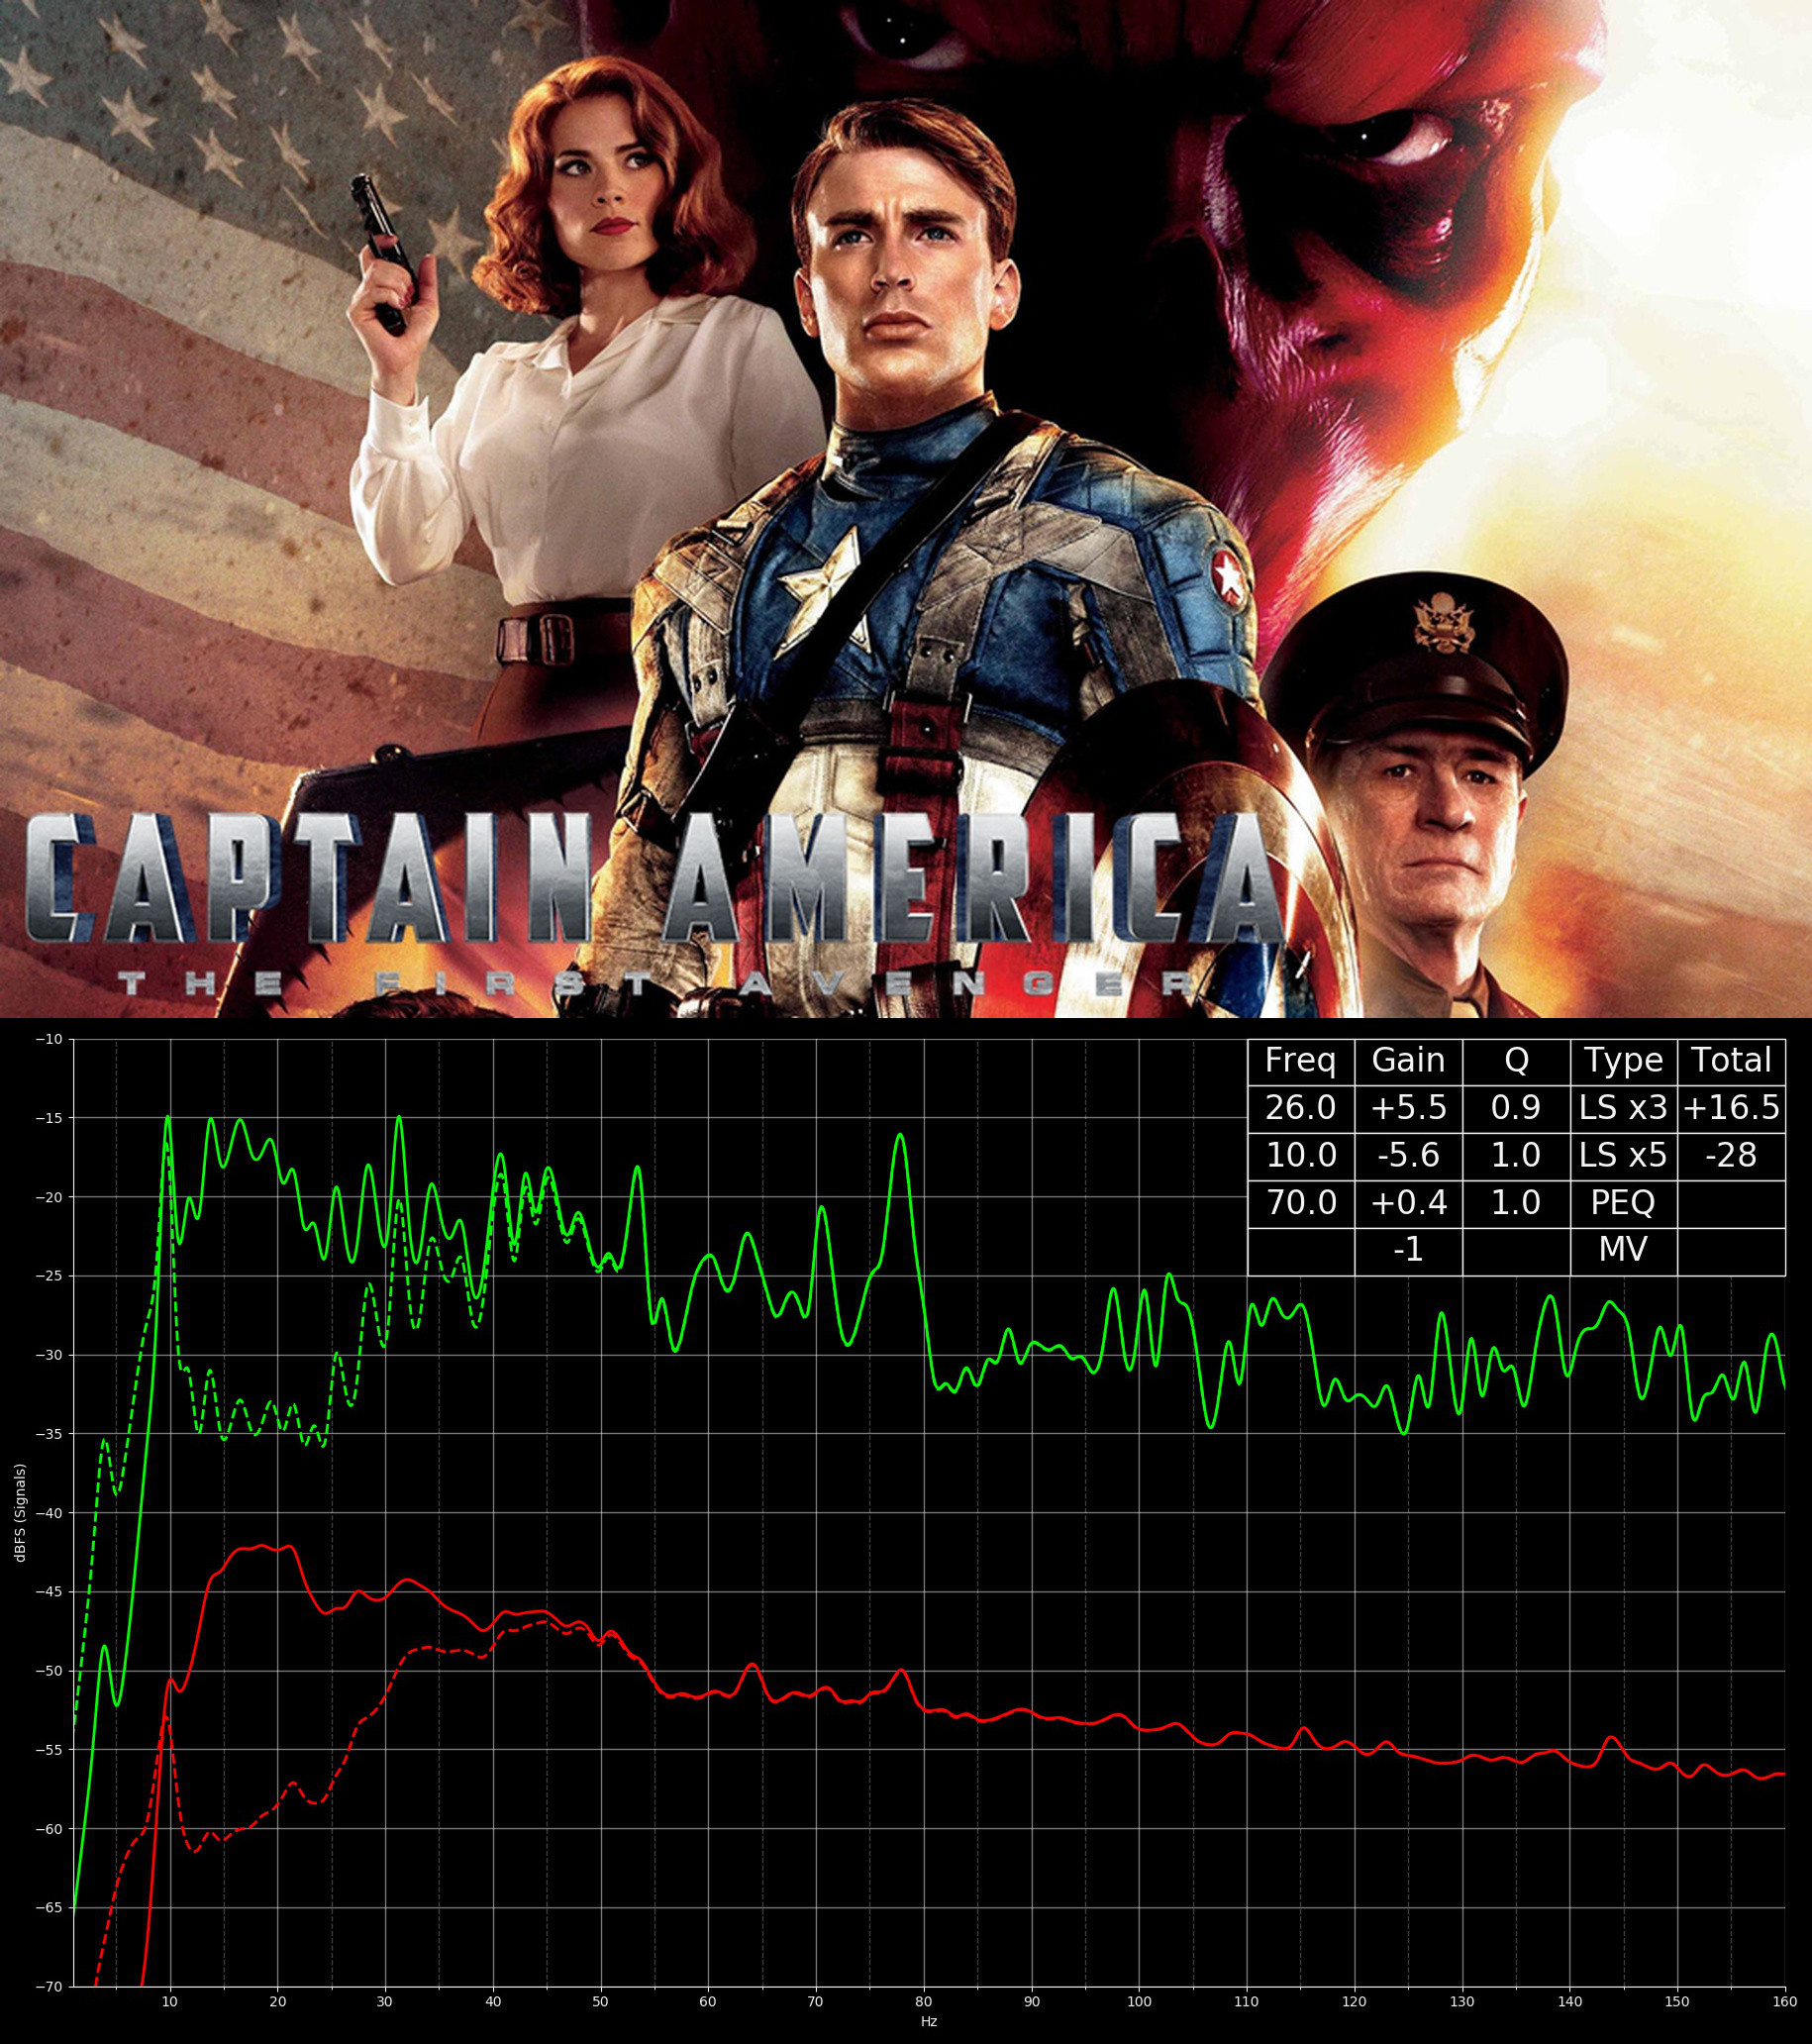 CAPTAIN AMERICA
THE FIRST AVENGER
Freq Gain Q Type Total
26.0 +5.5 0.9 LS x3 +16.5
10.0 -5.6 1.0 LS x5 -28
70.0 +0.4 1.0 PEQ
-1 MV
−10
−15
−20
−25
−30
−35
−40
−45
−50
−55
−60
−65
−70
dBFS (Signals)
10 20 30 40 50 60 70 80 90 100 110 120 130 140 150 160
Hz